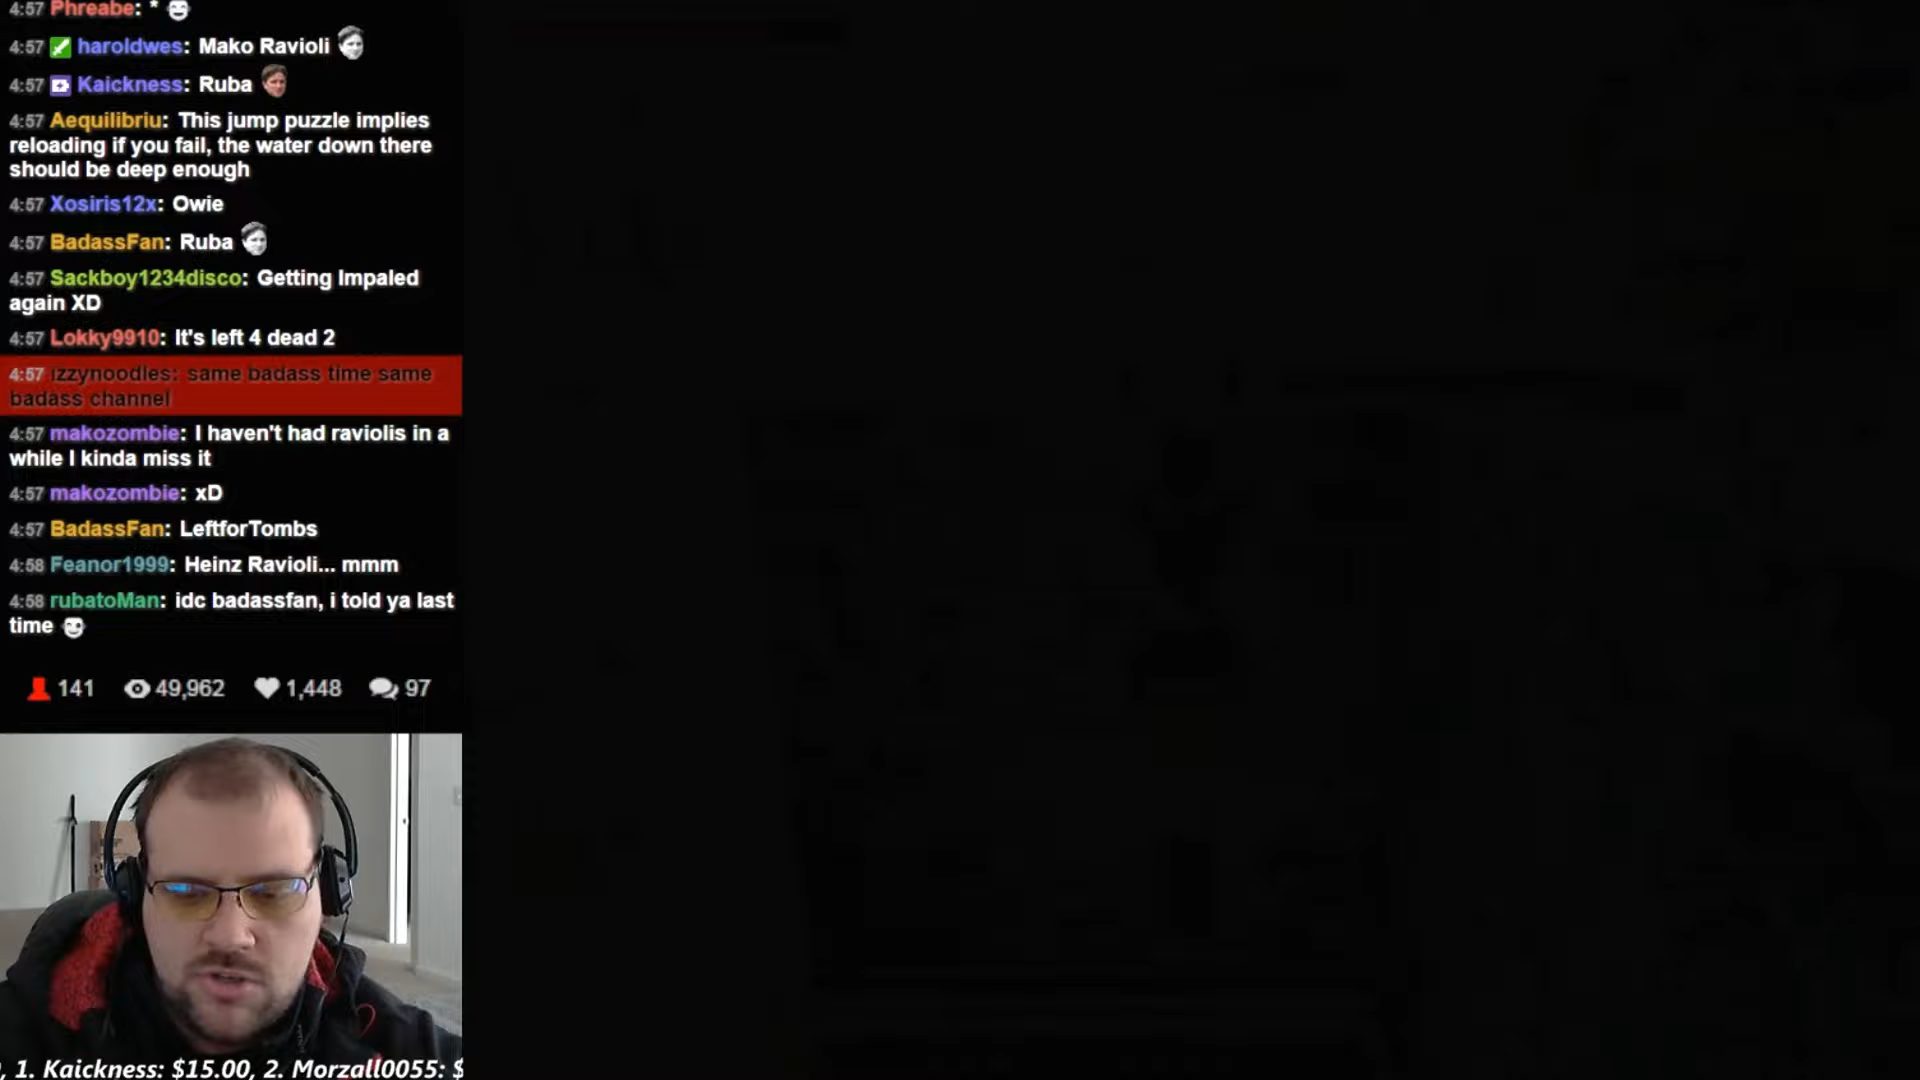 4:57 Phreabe: *
4:57 haroldwes: Mako Ravioli
4:57 Kaickness: Ruba
4:57 Aequilibriu: This jump puzzle implies
reloading if you fail, the water down there
should be deep enough
4:57 Xosiris12x: Owie
4:57 BadassFan: Ruba
4:57 Sackboy1234disco: Getting Impaled
again XD
4:57 Lokky9910: It's left 4 dead 2
4:57 izzynoodles: same badass time same
badass channel
4:57 makozombie: I haven't had raviolis in a
while I kinda miss it
4:57 makozombie: xD
4:57 BadassFan: LeftforTombs
4:58 Feanor1999: Heinz Ravioli... mmm
4:58 rubatoMan: idc badassfan, i told ya last
time
141 49,962 1,448 97
, 1. Kaickness: $15.00, 2. Morzall0055: $